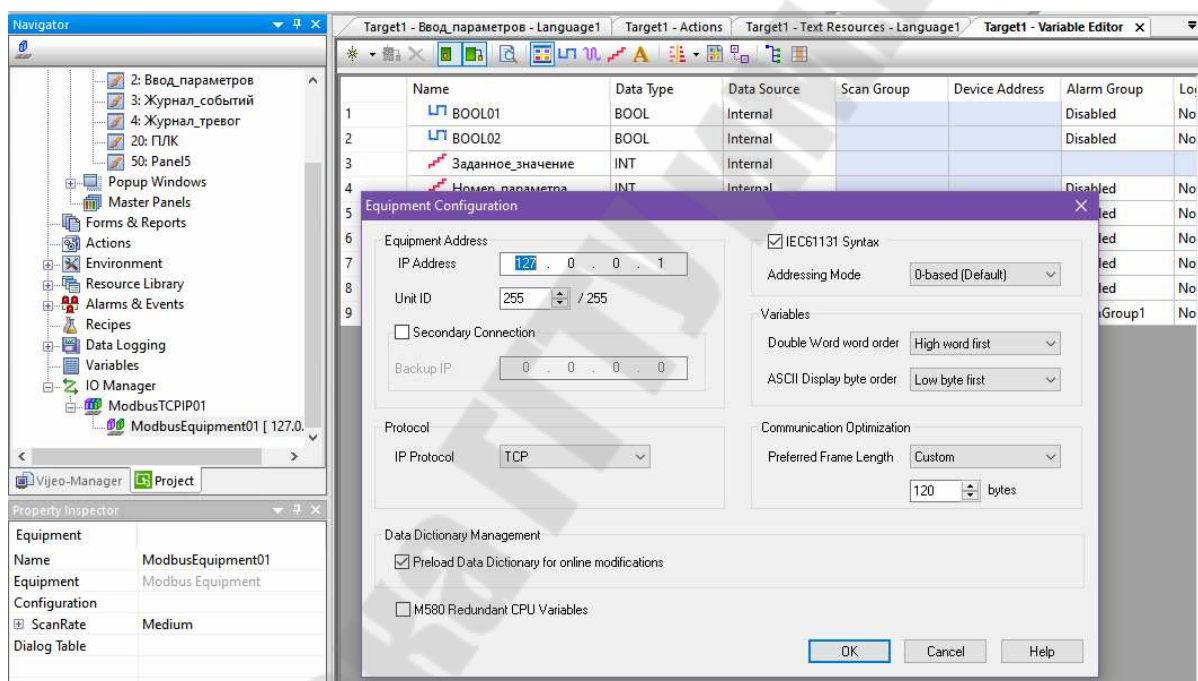 Navigator
Target1 - Ввод_параметров - Language1
Target1 - Actions
Target1 - Text Resources - Language1
Target1 - Variable Editor
2: Ввод_параметров
3: Журнал_событий
4: Журнал_тревог
20: ПЛК
50: Panel5
Popup Windows
Master Panels
Forms & Reports
Actions
Environment
Resource Library
Alarms & Events
Recipes
Data Logging
Variables
IO Manager
ModbusTCPIP01
ModbusEquipment01 [ 127.0.
Vijeo-Manager
Project
Property Inspector
Equipment
Name ModbusEquipment01
Equipment Modbus Equipment
Configuration
ScanRate Medium
Dialog Table
Name Data Type Data Source Scan Group Device Address Alarm Group
1 BOOL01 BOOL Internal Disabled No
2 BOOL02 BOOL Internal Disabled No
3 Заданное_значение INT Internal
4 Номер_параметра INT Internal Disabled No
5 led No
6 led No
7 led No
8 led No
9 Group1 No
Equipment Configuration
Equipment Address
IP Address 127 . 0 . 0 . 1
Unit ID 255 / 255
Secondary Connection
Backup IP 0 . 0 . 0 . 0
Protocol
IP Protocol TCP
IEC61131 Syntax
Addressing Mode 0-based (Default)
Variables
Double Word word order High word first
ASCII Display byte order Low byte first
Communication Optimization
Preferred Frame Length Custom
120 bytes
Data Dictionary Management
Preload Data Dictionary for online modifications
M580 Redundant CPU Variables
OK Cancel Help